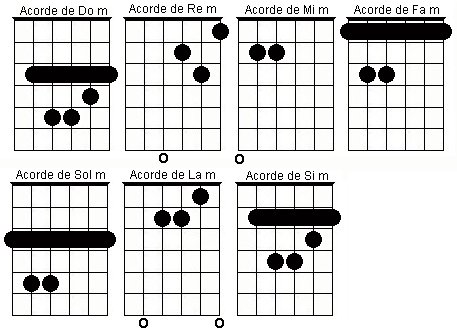 Acorde de Do m
Acorde de Re m
Acorde de Mi m
Acorde de Fa m
O
O
Acorde de Sol m
Acorde de La m
Acorde de Si m
O
O